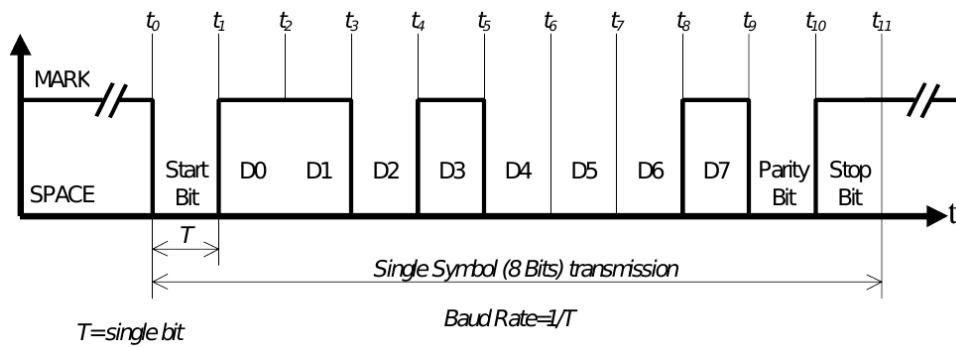 t0 t1 t2 t3 t4 t5 t6 t7 t8 t9 t10 t11
MARK
Start Bit D0 D1 D2 D3 D4 D5 D6 D7 Parity Bit Stop Bit
SPACE
t
T
Single Symbol (8 Bits) transmission
T=single bit
Baud Rate=1/T